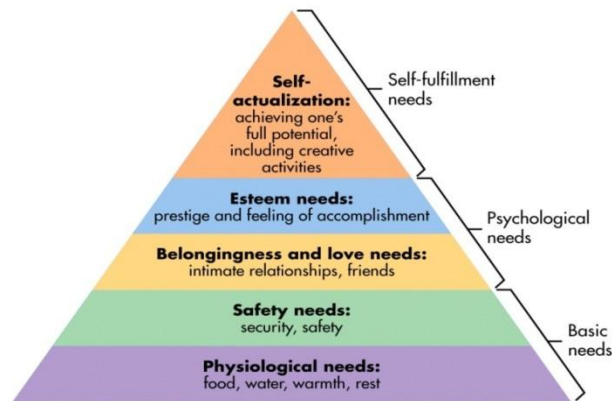 Self-
actualization:
achieving one's
full potential,
including creative
activities
Esteem needs:
prestige and feeling of accomplishment
Belongingness and love needs:
intimate relationships, friends
Safety needs:
security, safety
Physiological needs:
food, water, warmth, rest
Self-fulfillment
needs
Psychological
needs
Basic
needs